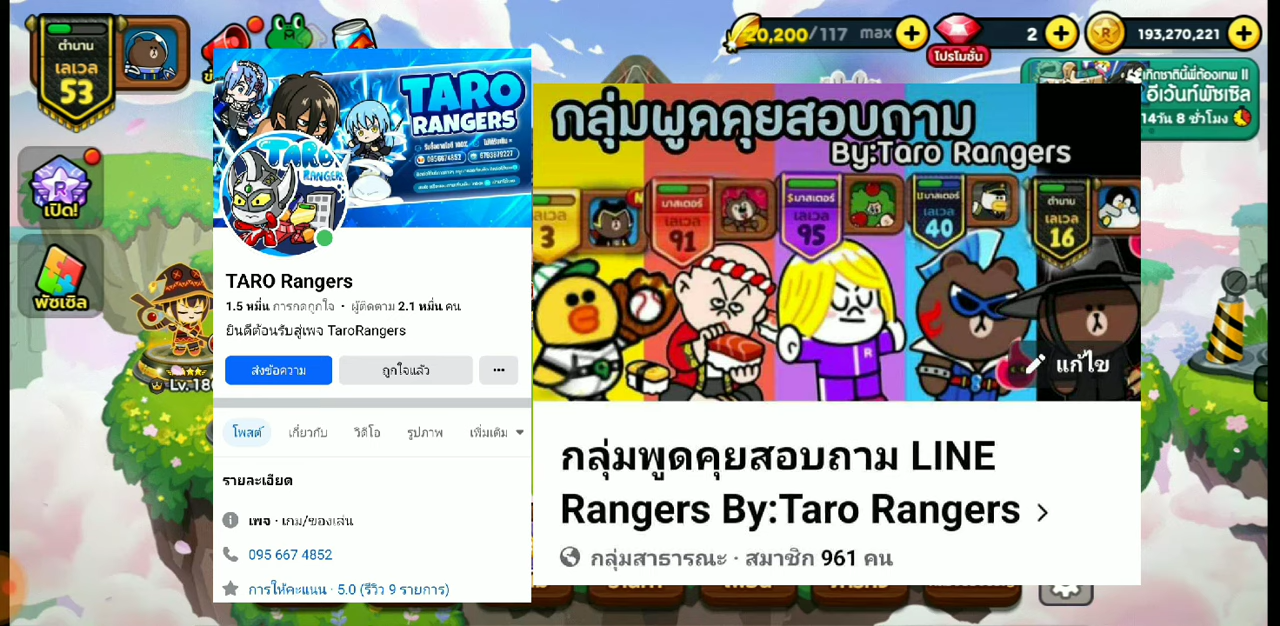 ตำนาน
เลเวล
53
20,200/117 max
2
193,270,221
โปรโมชั่น
อีเว้นท์พัซเซิล
14วัน 8 ชั่วโมง
เปิด!
พัซเซิล
TARO
RANGERS
0956674852
TARO
RANGERS
TARO Rangers
1.5 หมื่น การกดถูกใจ · ผู้ติดตาม 2.1 หมื่น คน
ยินดีต้อนรับสู่เพจ TaroRangers
ส่งข้อความ
ถูกใจแล้ว
โพสต์
เกี่ยวกับ
วิดีโอ
รูปภาพ
เพิ่มเติม
รายละเอียด
เพจ · เกม/ของเล่น
095 667 4852
การให้คะแนน · 5.0 (รีวิว 9 รายการ)
กลุ่มพูดคุยสอบถาม
By:Taro Rangers
เลเวล
3
มาสเตอร์
เลเวล
91
มาสเตอร์
เลเวล
95
มาสเตอร์
เลเวล
40
ตำนาน
เลเวล
16
R
แก้ไข
กลุ่มพูดคุยสอบถาม LINE
Rangers By:Taro Rangers
กลุ่มสาธารณะ · สมาชิก 961 คน